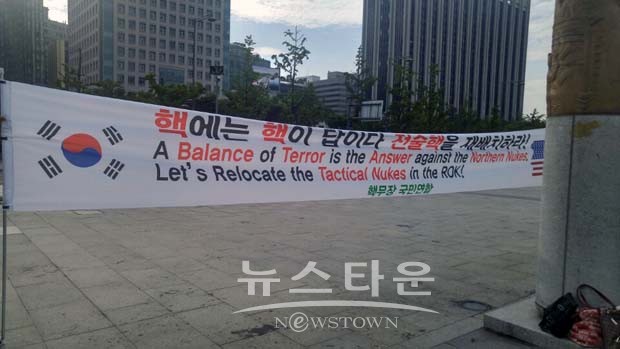 핵에는 핵이 답이다 전술핵을 재배치하라!
A Balance of Terror is the Answer against the Northern Nukes.
Let's Relocate the Tactical Nukes in the ROK!
핵무장 국민연합
뉴스타운
NEWSTOWN